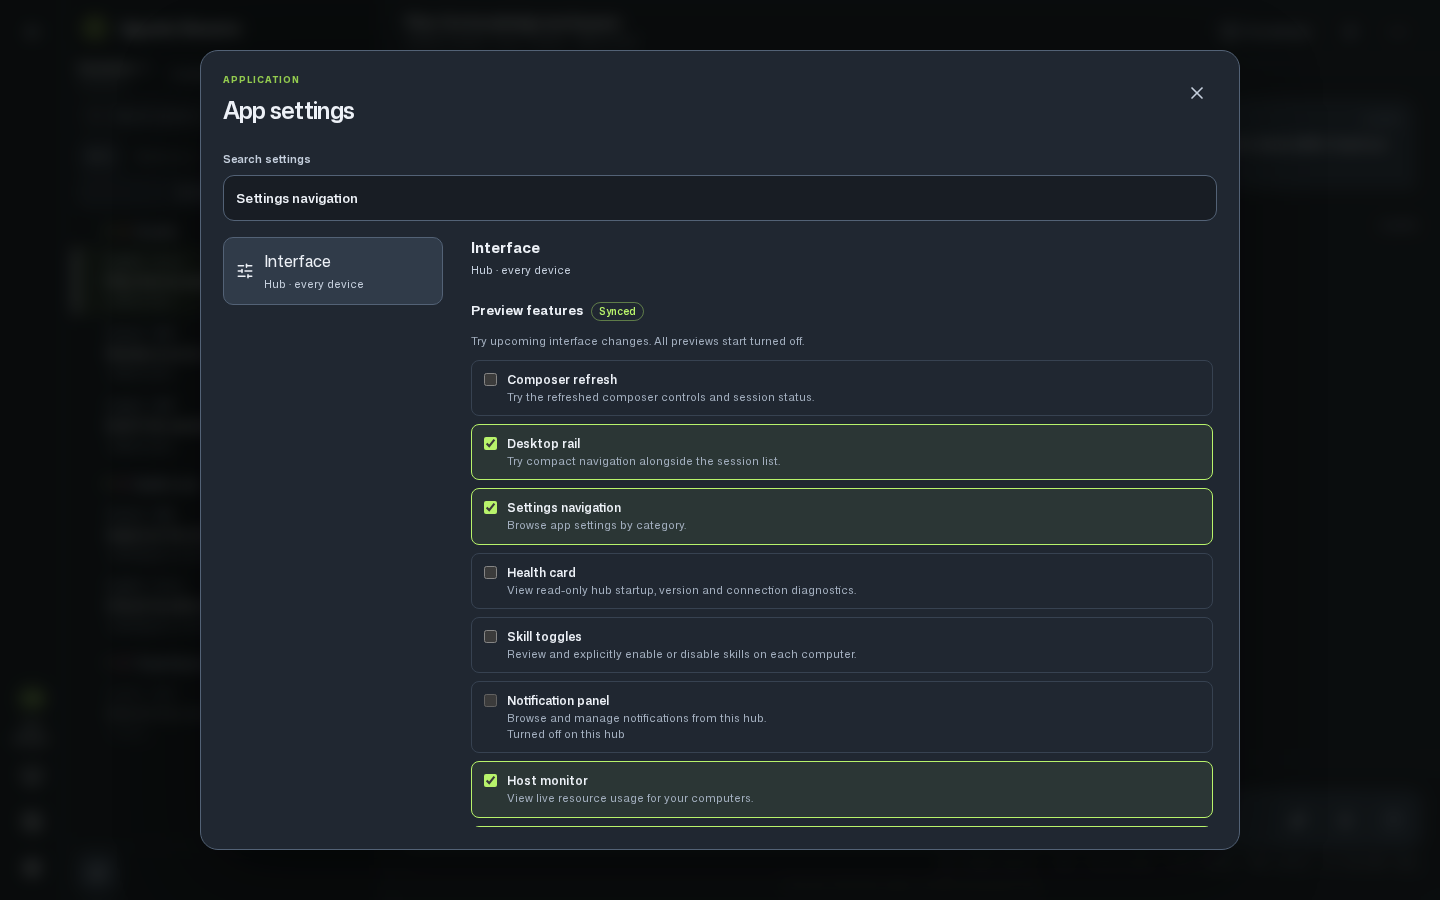 APPLICATION
App settings
Search settings
Settings navigation
Interface
Hub · every device
Interface
Hub · every device
Preview features Synced
Try upcoming interface changes. All previews start turned off.
Composer refresh
Try the refreshed composer controls and session status.
Desktop rail
Try compact navigation alongside the session list.
Settings navigation
Browse app settings by category.
Health card
View read-only hub startup, version and connection diagnostics.
Skill toggles
Review and explicitly enable or disable skills on each computer.
Notification panel
Browse and manage notifications from this hub.
Turned off on this hub
Host monitor
View live resource usage for your computers.